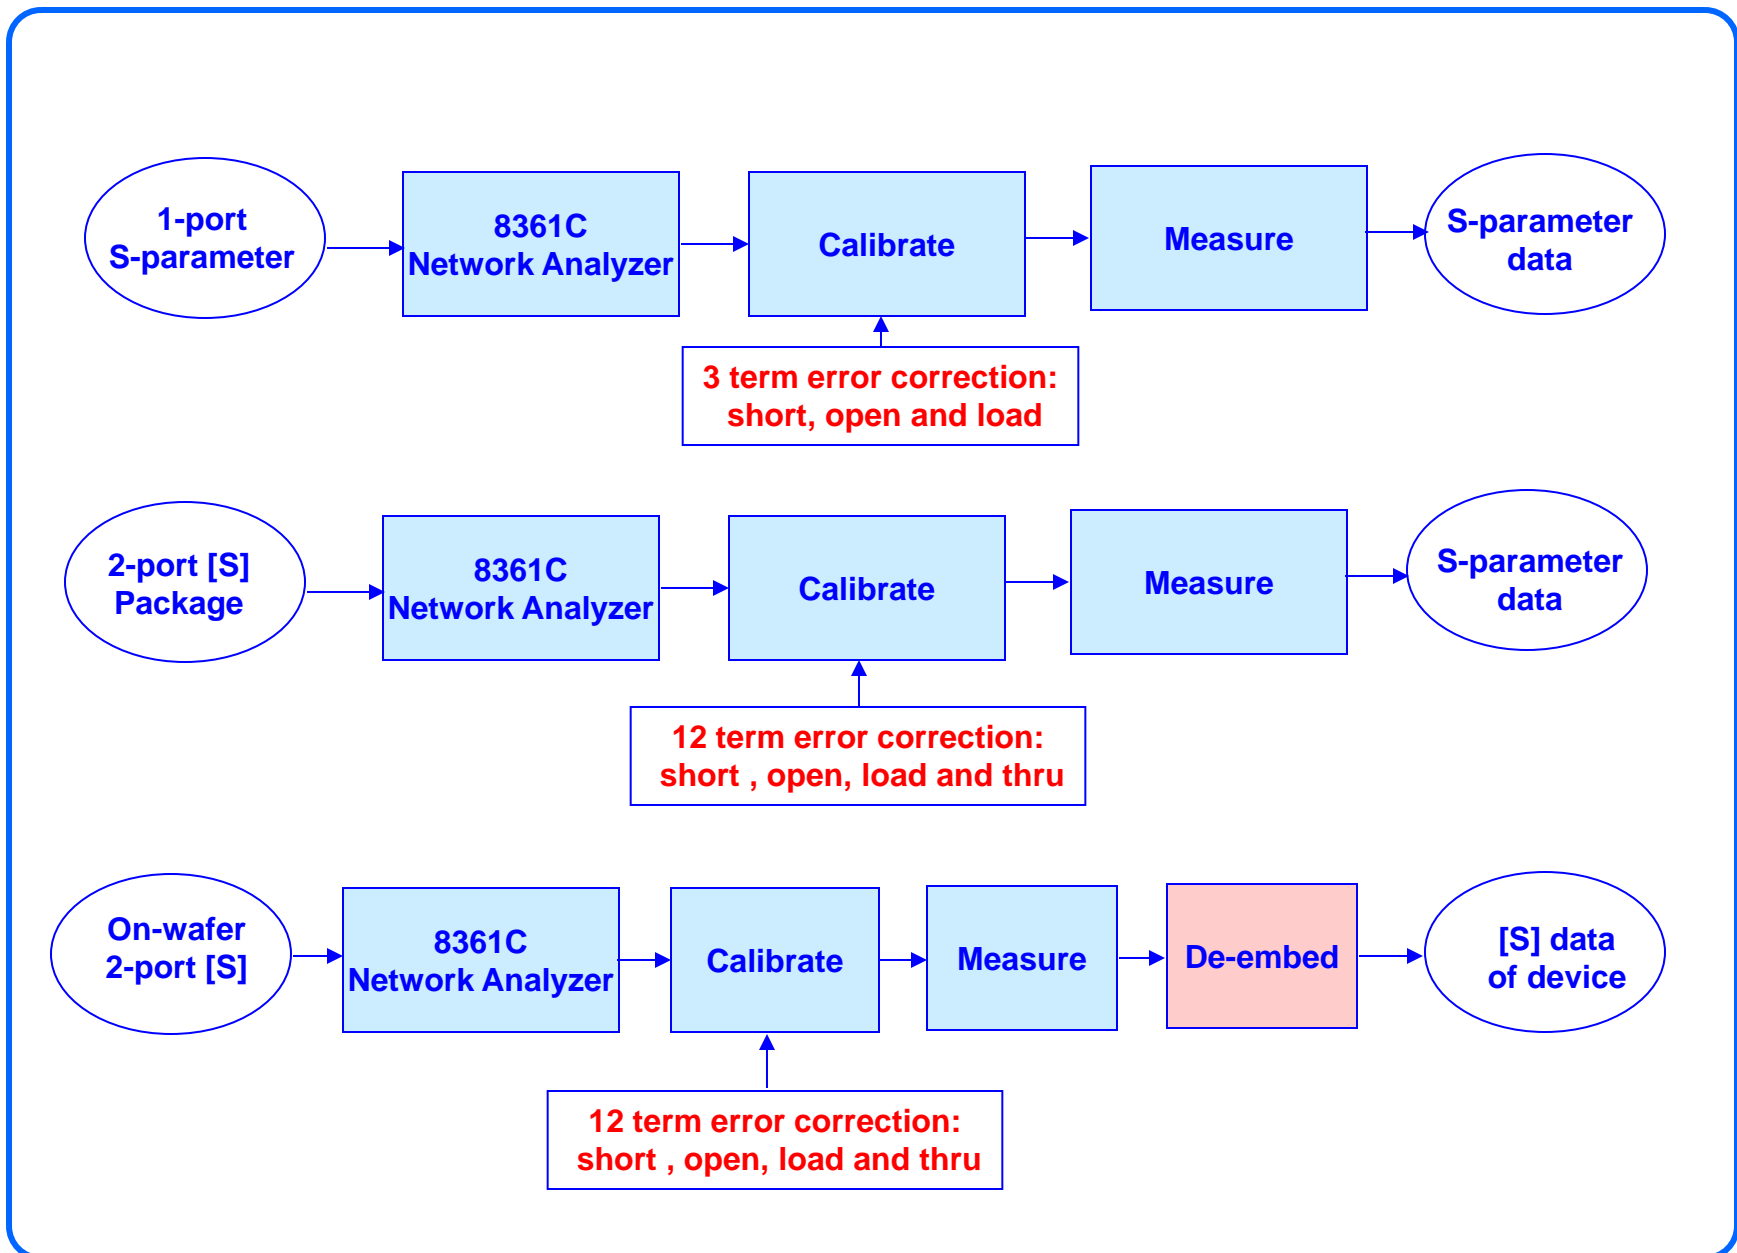 1-port
S-parameter
8361C
Network Analyzer
Calibrate
Measure
S-parameter
data
3 term error correction:
short, open and load
2-port [S]
Package
8361C
Network Analyzer
Calibrate
Measure
S-parameter
data
12 term error correction:
short , open, load and thru
On-wafer
2-port [S]
8361C
Network Analyzer
Calibrate
Measure
De-embed
[S] data
of device
12 term error correction:
short , open, load and thru